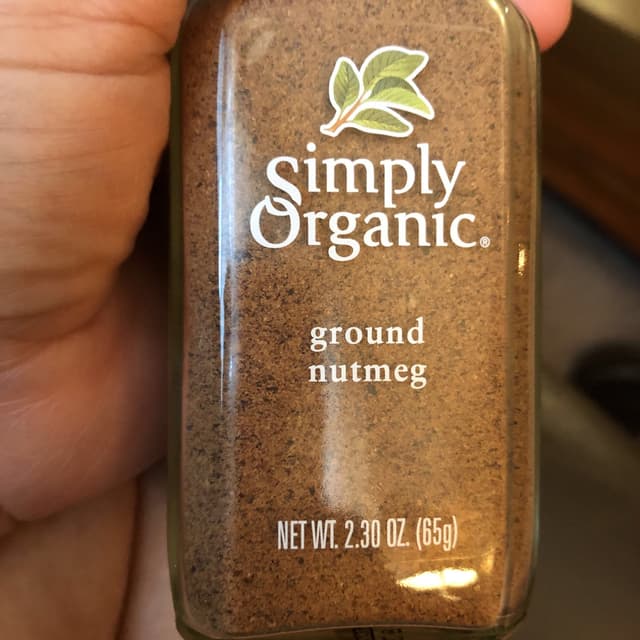 Simply
Organic®
ground
nutmeg
NET WT. 2.30 OZ. (65g)